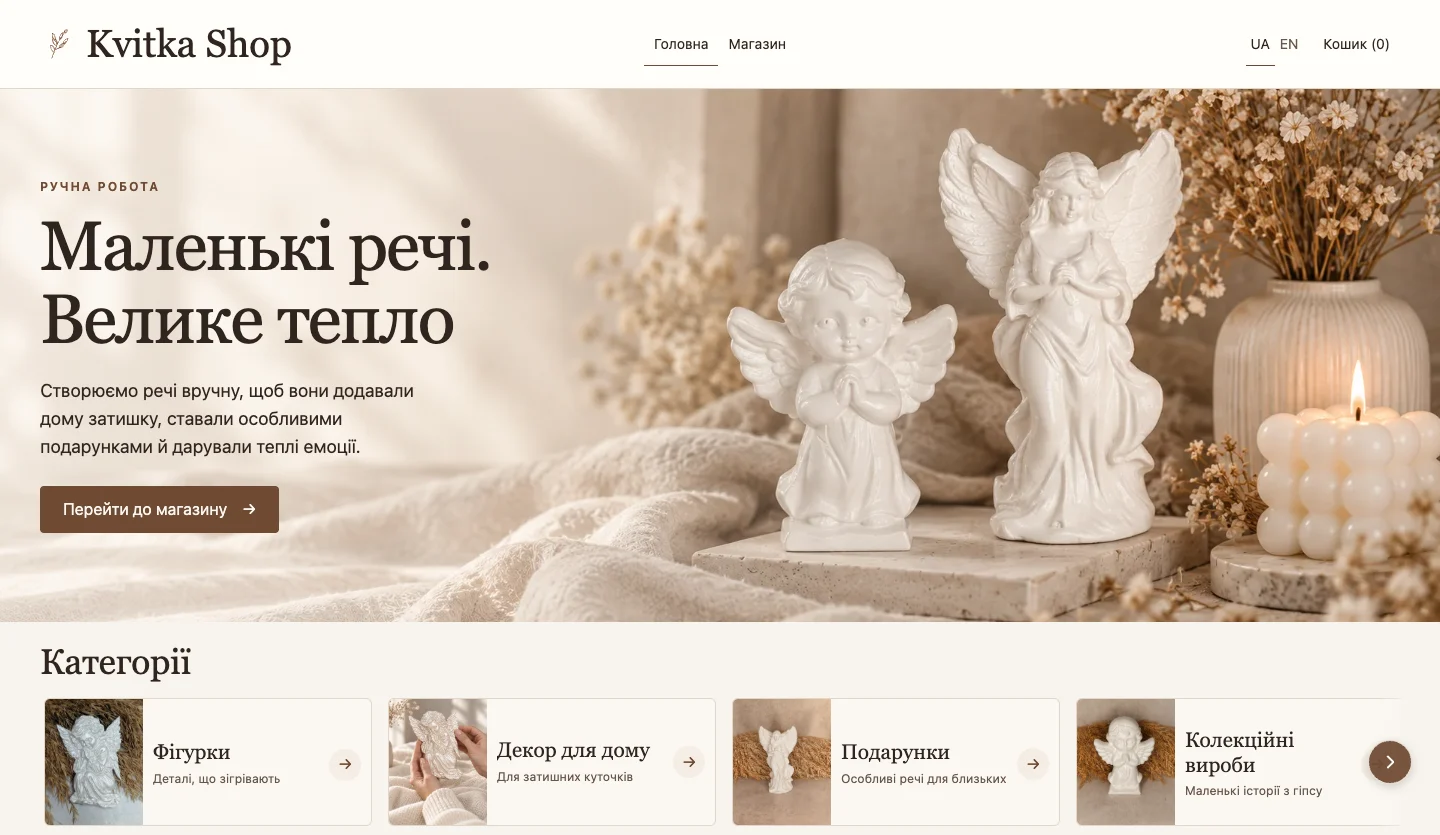 Kvitka Shop
Головна
Магазин
UA
EN
Кошик (0)
РУЧНА РОБОТА
Маленькі речі.
Велике тепло
Створюємо речі вручну, щоб вони додавали
дому затишку, ставали особливими
подарунками й дарували теплі емоції.
Перейти до магазину →
Категорії
Фігурки
Деталі, що зігрівають
Декор для дому
Для затишних куточків
Подарунки
Особливі речі для близьких
Колекційні
вироби
Маленькі історії з гіпсу